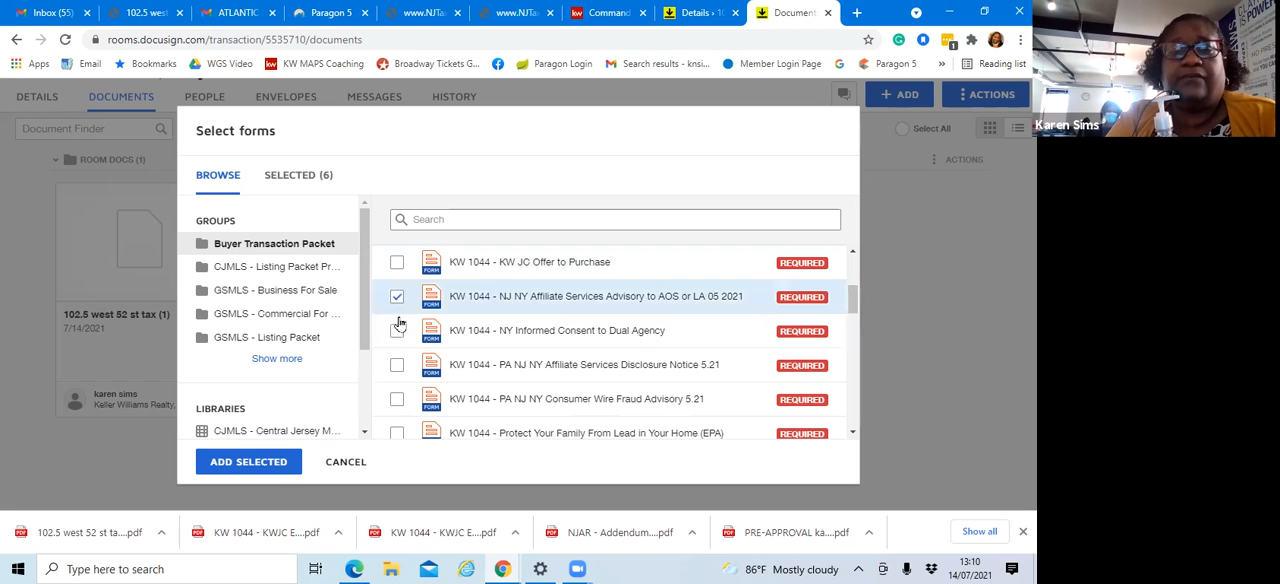 Inbox (55)
102.5 west
ATLANTIC
Paragon 5
www.NJTa
www.NJTa
Command
Details › 10
Document
rooms.docusign.com/transaction/5535710/documents
Apps
Email
Bookmarks
WGS Video
KW MAPS Coaching
Broadway Tickets G...
Paragon Login
Search results - knsi...
Member Login Page
Paragon 5
»
Reading list
DETAILS
DOCUMENTS
PEOPLE
ENVELOPES
MESSAGES
HISTORY
+ ADD
ACTIONS
Document Finder
Select All
ROOM DOCS (1)
ACTIONS
102.5 west 52 st tax (1)
7/14/2021
karen sims
Keller Williams Realty,
Select forms
BROWSE
SELECTED (6)
GROUPS
Buyer Transaction Packet
CJMLS - Listing Packet Pr...
GSMLS - Business For Sale
GSMLS - Commercial For ...
GSMLS - Listing Packet
Show more
LIBRARIES
CJMLS - Central Jersey M...
Search
FORM KW 1044 - KW JC Offer to Purchase REQUIRED
FORM KW 1044 - NJ NY Affiliate Services Advisory to AOS or LA 05 2021 REQUIRED
FORM KW 1044 - NY Informed Consent to Dual Agency REQUIRED
FORM KW 1044 - PA NJ NY Affiliate Services Disclosure Notice 5.21 REQUIRED
FORM KW 1044 - PA NJ NY Consumer Wire Fraud Advisory 5.21 REQUIRED
FORM KW 1044 - Protect Your Family From Lead in Your Home (EPA) REQUIRED
ADD SELECTED
CANCEL
102.5 west 52 st ta....pdf
KW 1044 - KWJC E....pdf
KW 1044 - KWJC E....pdf
NJAR - Addendum....pdf
PRE-APPROVAL ka....pdf
Show all
Type here to search
86°F Mostly cloudy
13:10
14/07/2021
Karen Sims